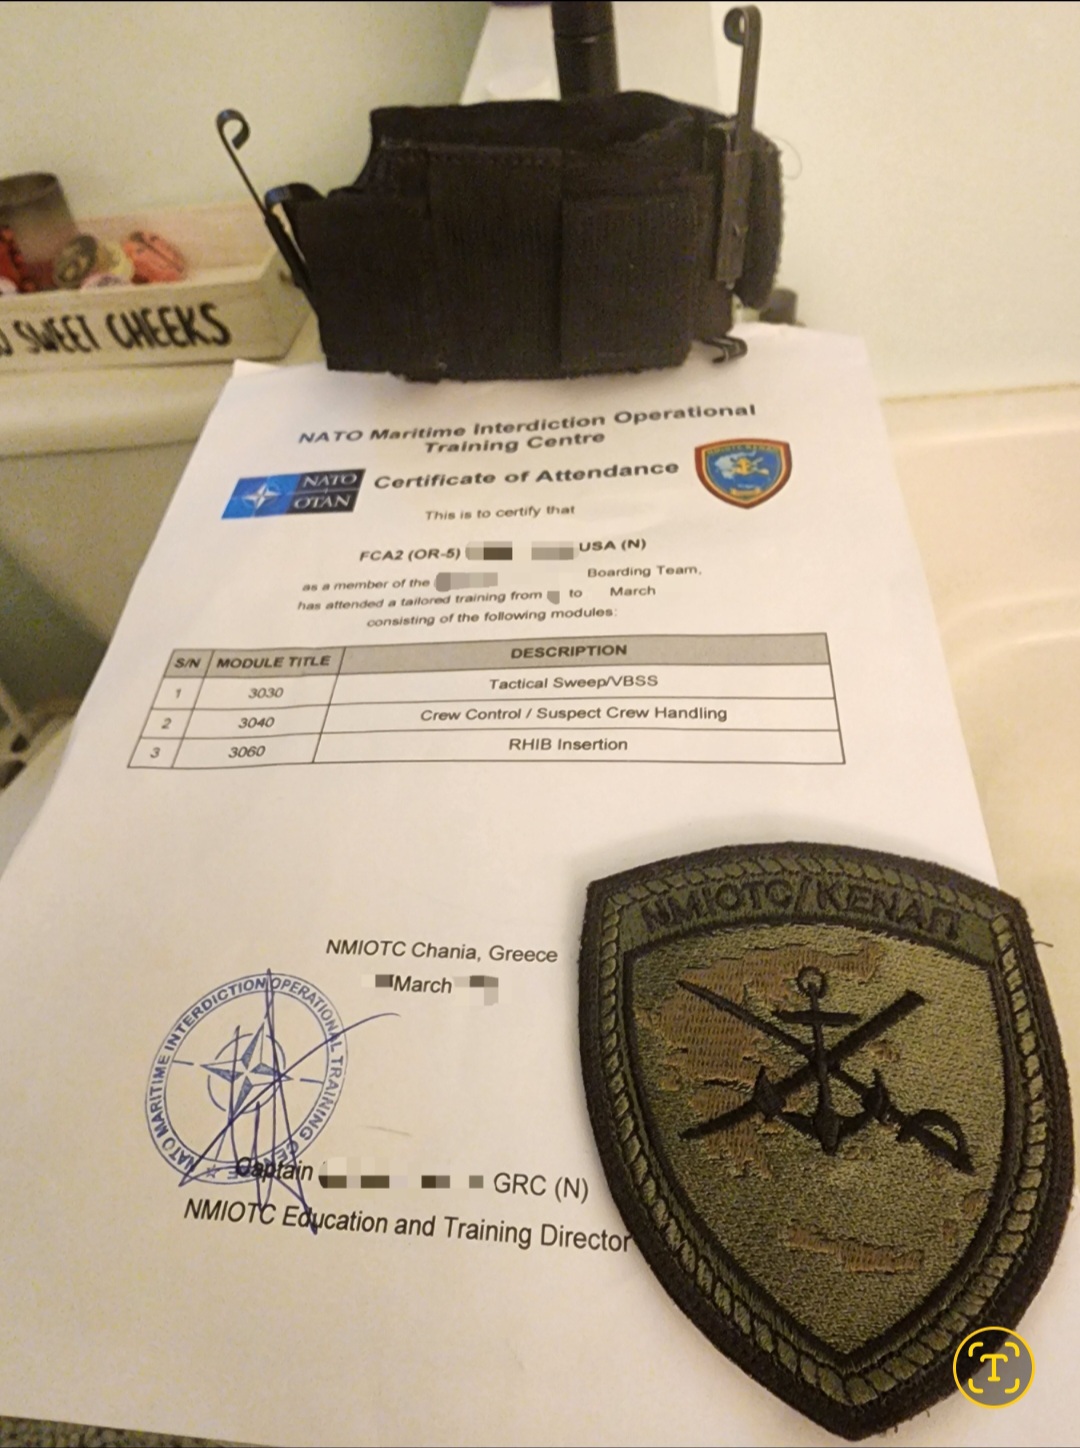 SWEET CHEEKS
NATO Maritime Interdiction Operational
Training Centre
NATO
OTAN
Certificate of Attendance
This is to certify that
FCA2 (OR-5) USA (N)
as a member of the Boarding Team,
has attended a tailored training from to March
consisting of the following modules:
S/N MODULE TITLE DESCRIPTION
1 3030 Tactical Sweep/VBSS
2 3040 Crew Control / Suspect Crew Handling
3 3060 RHIB Insertion
NMIOTC Chania, Greece
March
NATO MARITIME INTERDICTION OPERATIONAL TRAINING
Captain GRC (N)
NMIOTC Education and Training Director
NMIOTC/ΚΕΝΑΠ
T